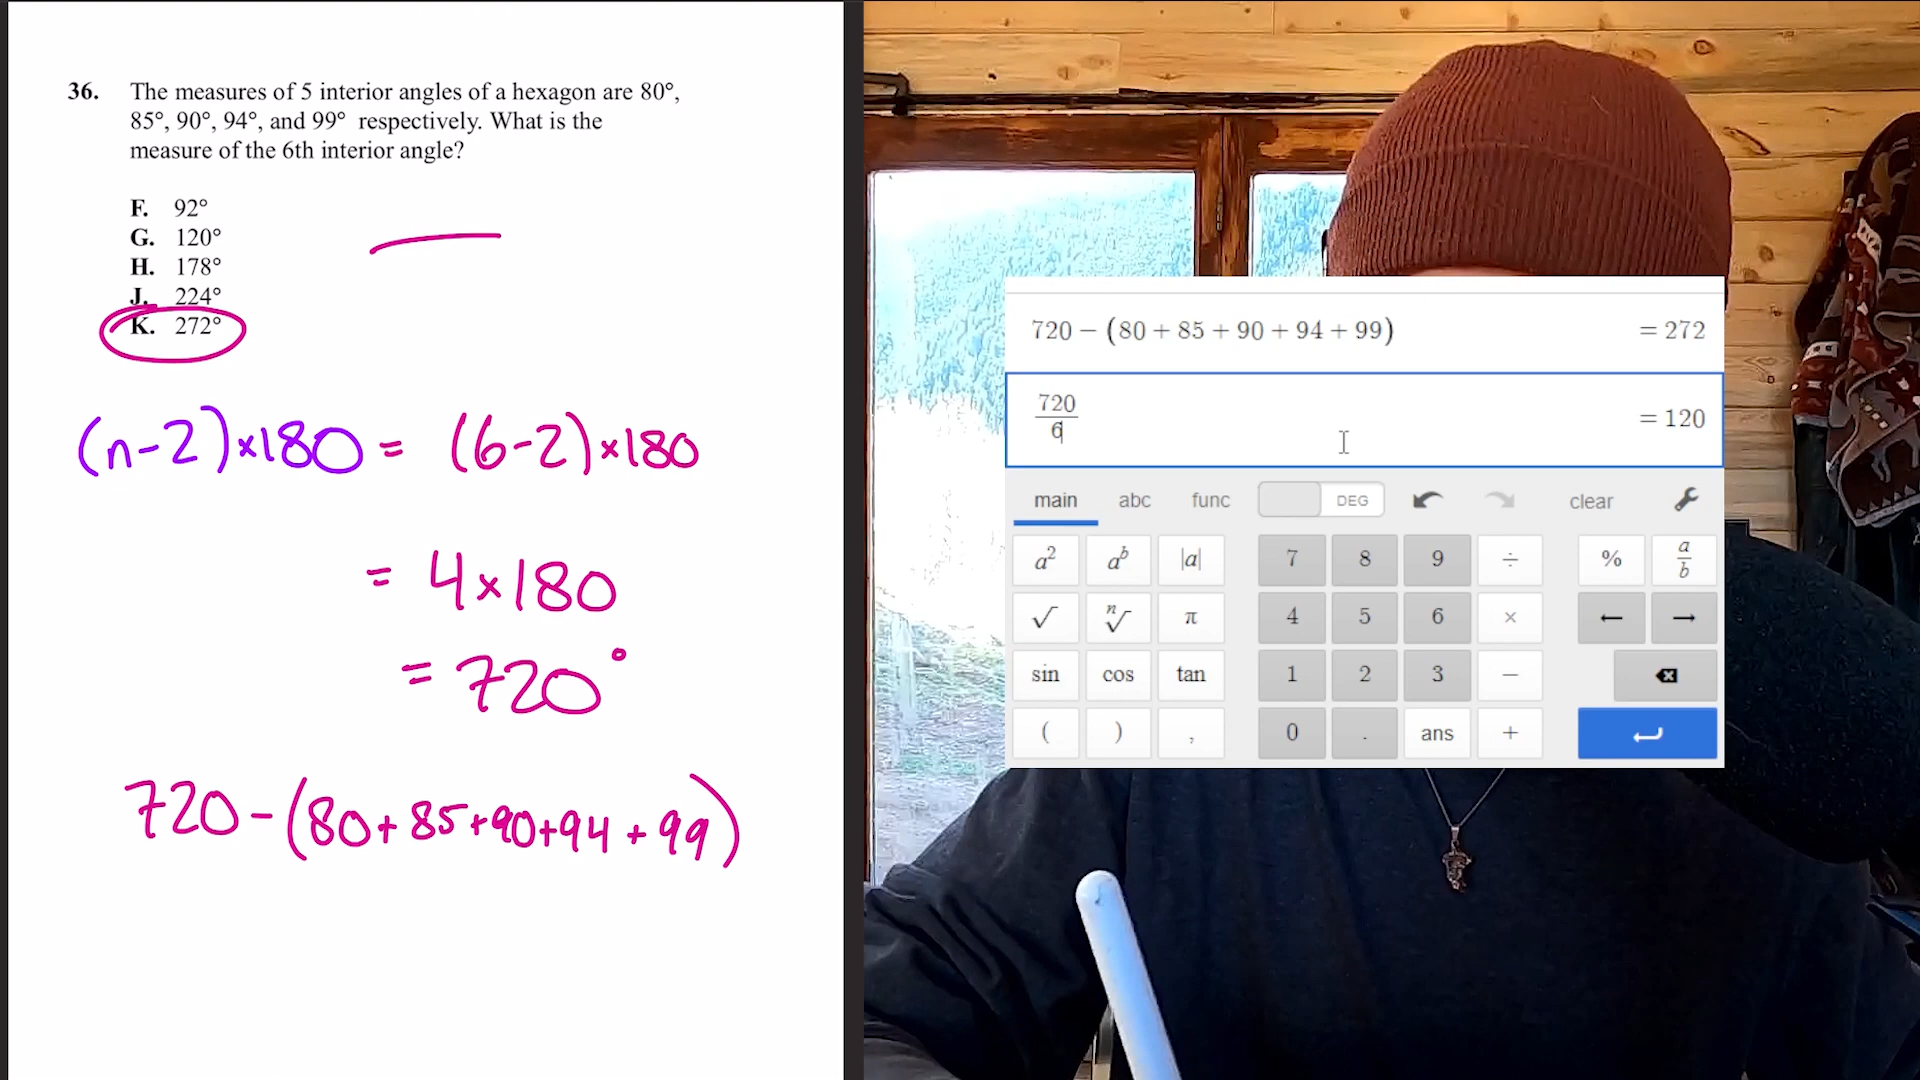 36. The measures of 5 interior angles of a hexagon are 80°,
85°, 90°, 94°, and 99° respectively. What is the
measure of the 6th interior angle?
F. 92°
G. 120°
H. 178°
J. 224°
K. 272°
(n-2)×180 = (6-2)×180
= 4×180
= 720°
720-(80+85+90+94+99)
720 − (80 + 85 + 90 + 94 + 99) = 272
720/6 = 120
main abc func DEG clear
a² aᵇ |a| 7 8 9 ÷ % a/b
√ ⁿ√ π 4 5 6 × ← →
sin cos tan 1 2 3 −
( ) , 0 . ans +